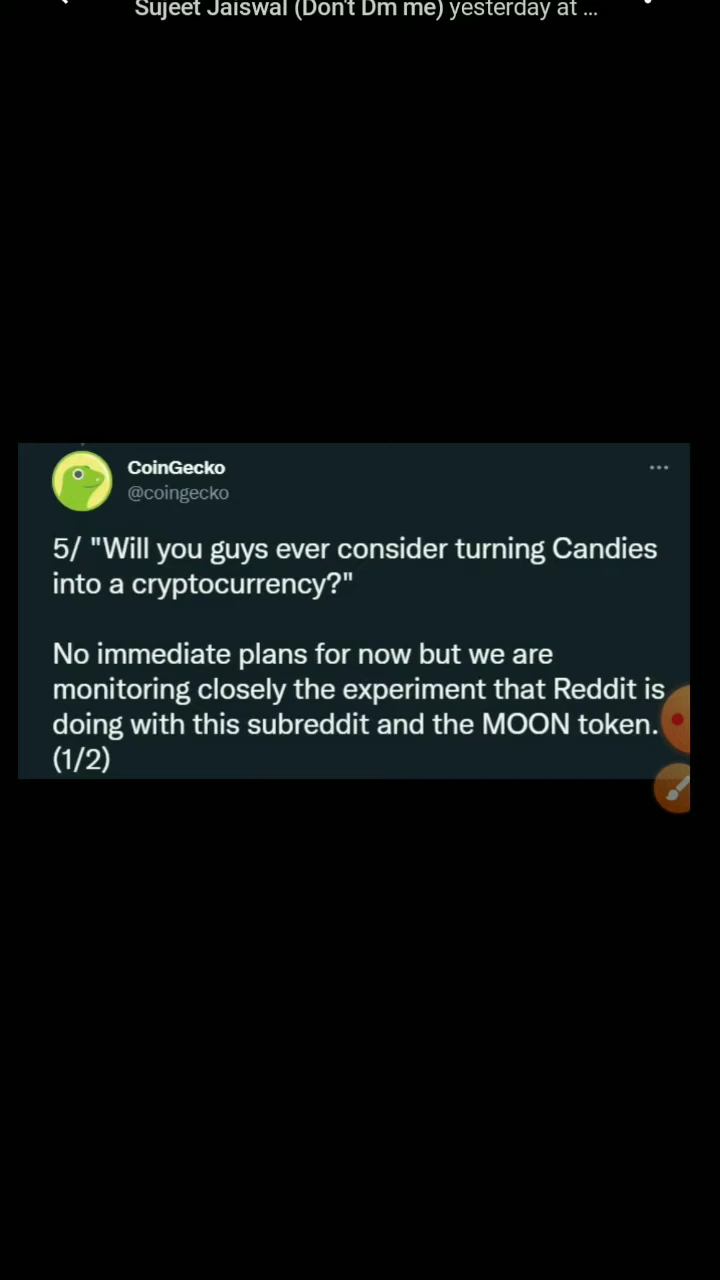 Sujeet Jaiswal (Don't Dm me) yesterday at ...
CoinGecko
@coingecko
5/ "Will you guys ever consider turning Candies
into a cryptocurrency?"
No immediate plans for now but we are
monitoring closely the experiment that Reddit is
doing with this subreddit and the MOON token.
(1/2)